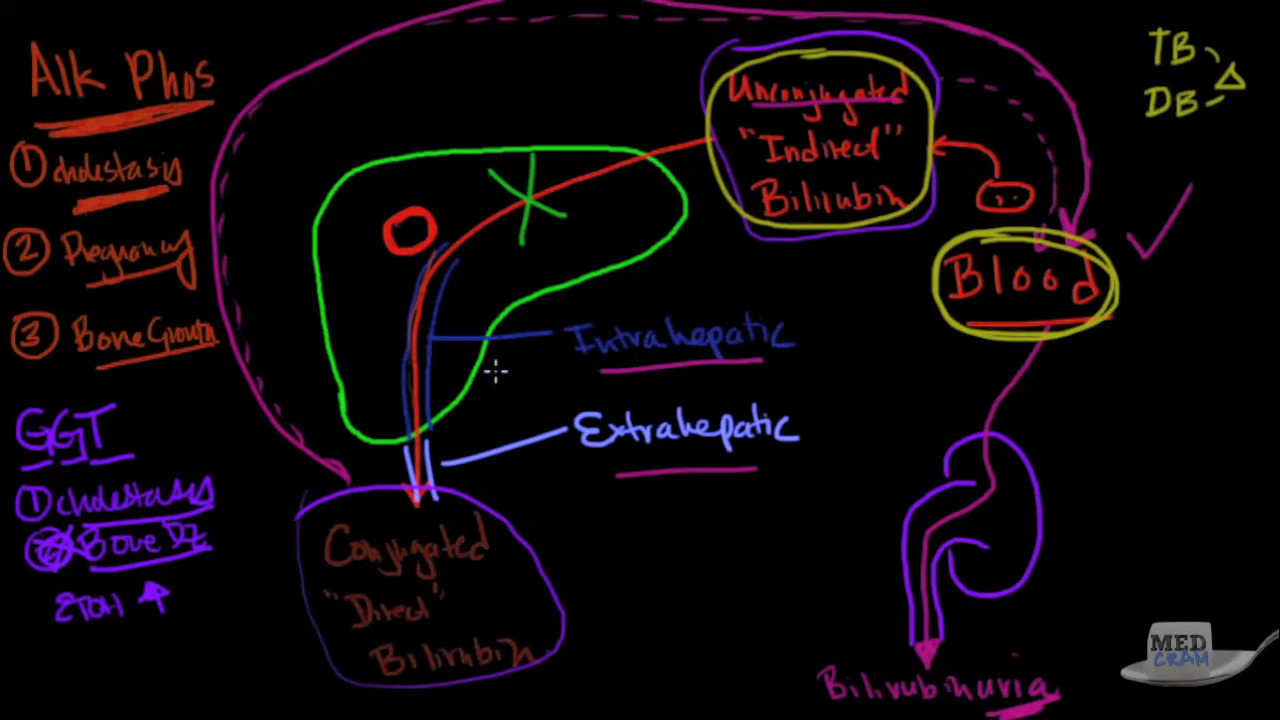 Alk Phos
① cholestasis
② Pregnancy
③ Bone Growth
GGT
① cholestasis
② Bone DZ
ETOH ↑
Unconjugated
"Indirect"
Bilirubin
TB
DB
Δ
Blood
Intrahepatic
Extrahepatic
Conjugated
"Direct"
Bilirubin
Bilirubinuria
MED
CRAM